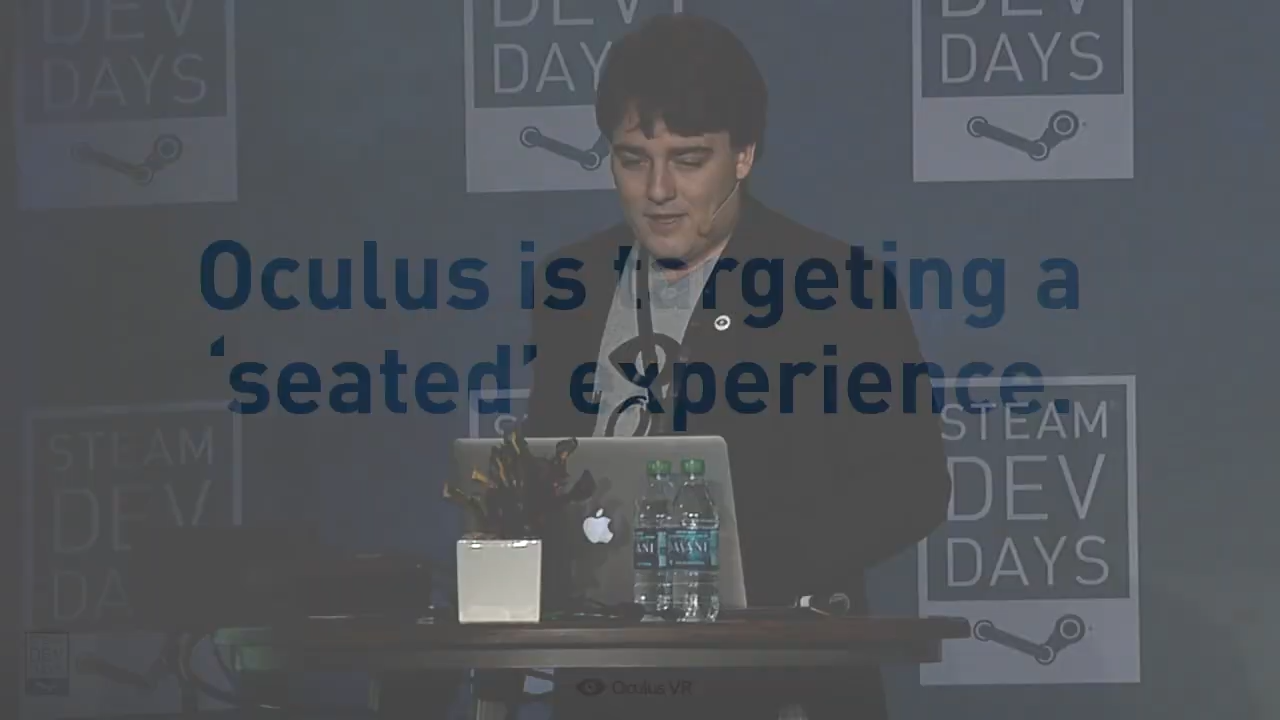 DEV
DAYS
DEV
DAYS
DEV
DAYS
Oculus is targeting a
‘seated’ experience.
STEAM
DEV
DAYS
STEAM
DEV
DAYS
DASANI
Oculus VR